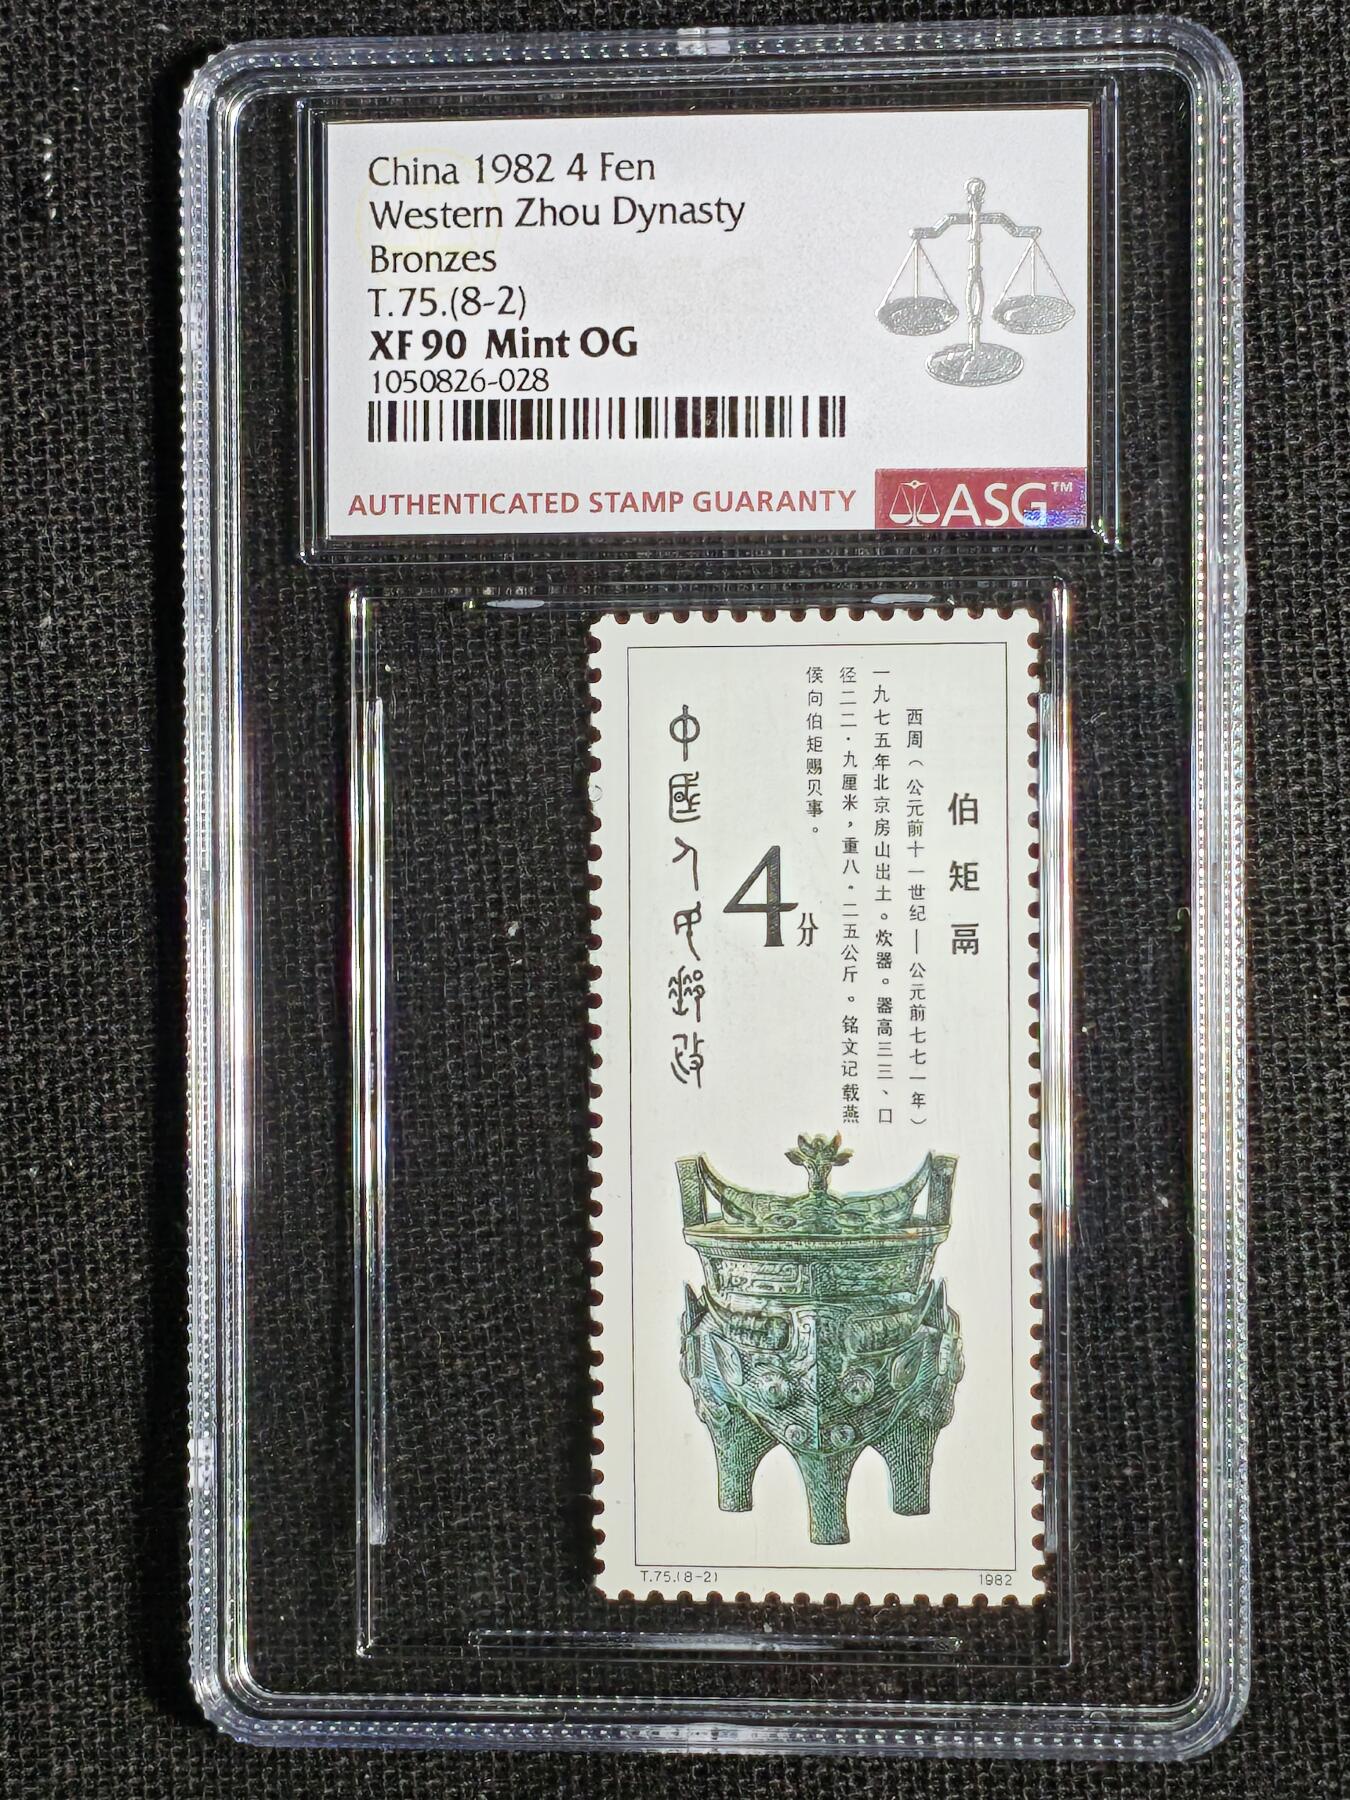 China 1982 4 Fen
Western Zhou Dynasty
Bronzes
T.75.(8-2)
XF 90 Mint OG
1050826-028
AUTHENTICATED STAMP GUARANTY
ASG™
伯矩鬲
西周（公元前十一世纪——公元前七七一年）
一九七五年北京房山出土。炊器。器高三三、口
径二二·九厘米，重八·二五公斤。铭文记载燕
侯向伯矩赐贝事。
4分
中國人民郵政
T.75.(8-2)
1982